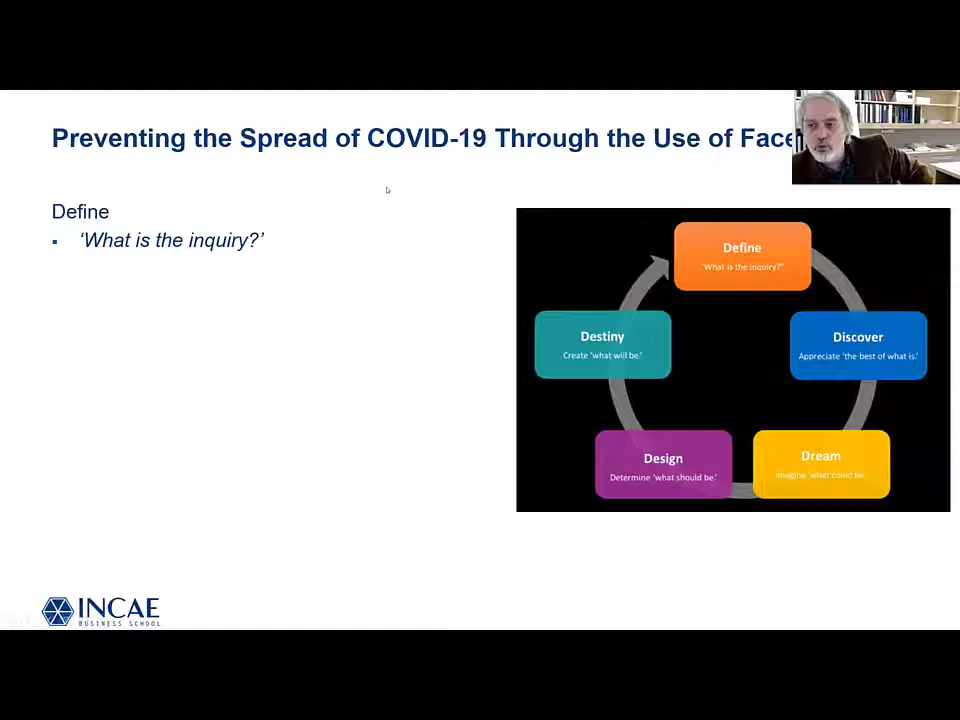 Preventing the Spread of COVID-19 Through the Use of Face
Define
▪ ‘What is the inquiry?’
Define
‘What is the inquiry?’
Destiny
Create ‘what will be.’
Discover
Appreciate ‘the best of what is.’
Design
Determine ‘what should be.’
Dream
Imagine ‘what could be.’
INCAE
BUSINESS SCHOOL